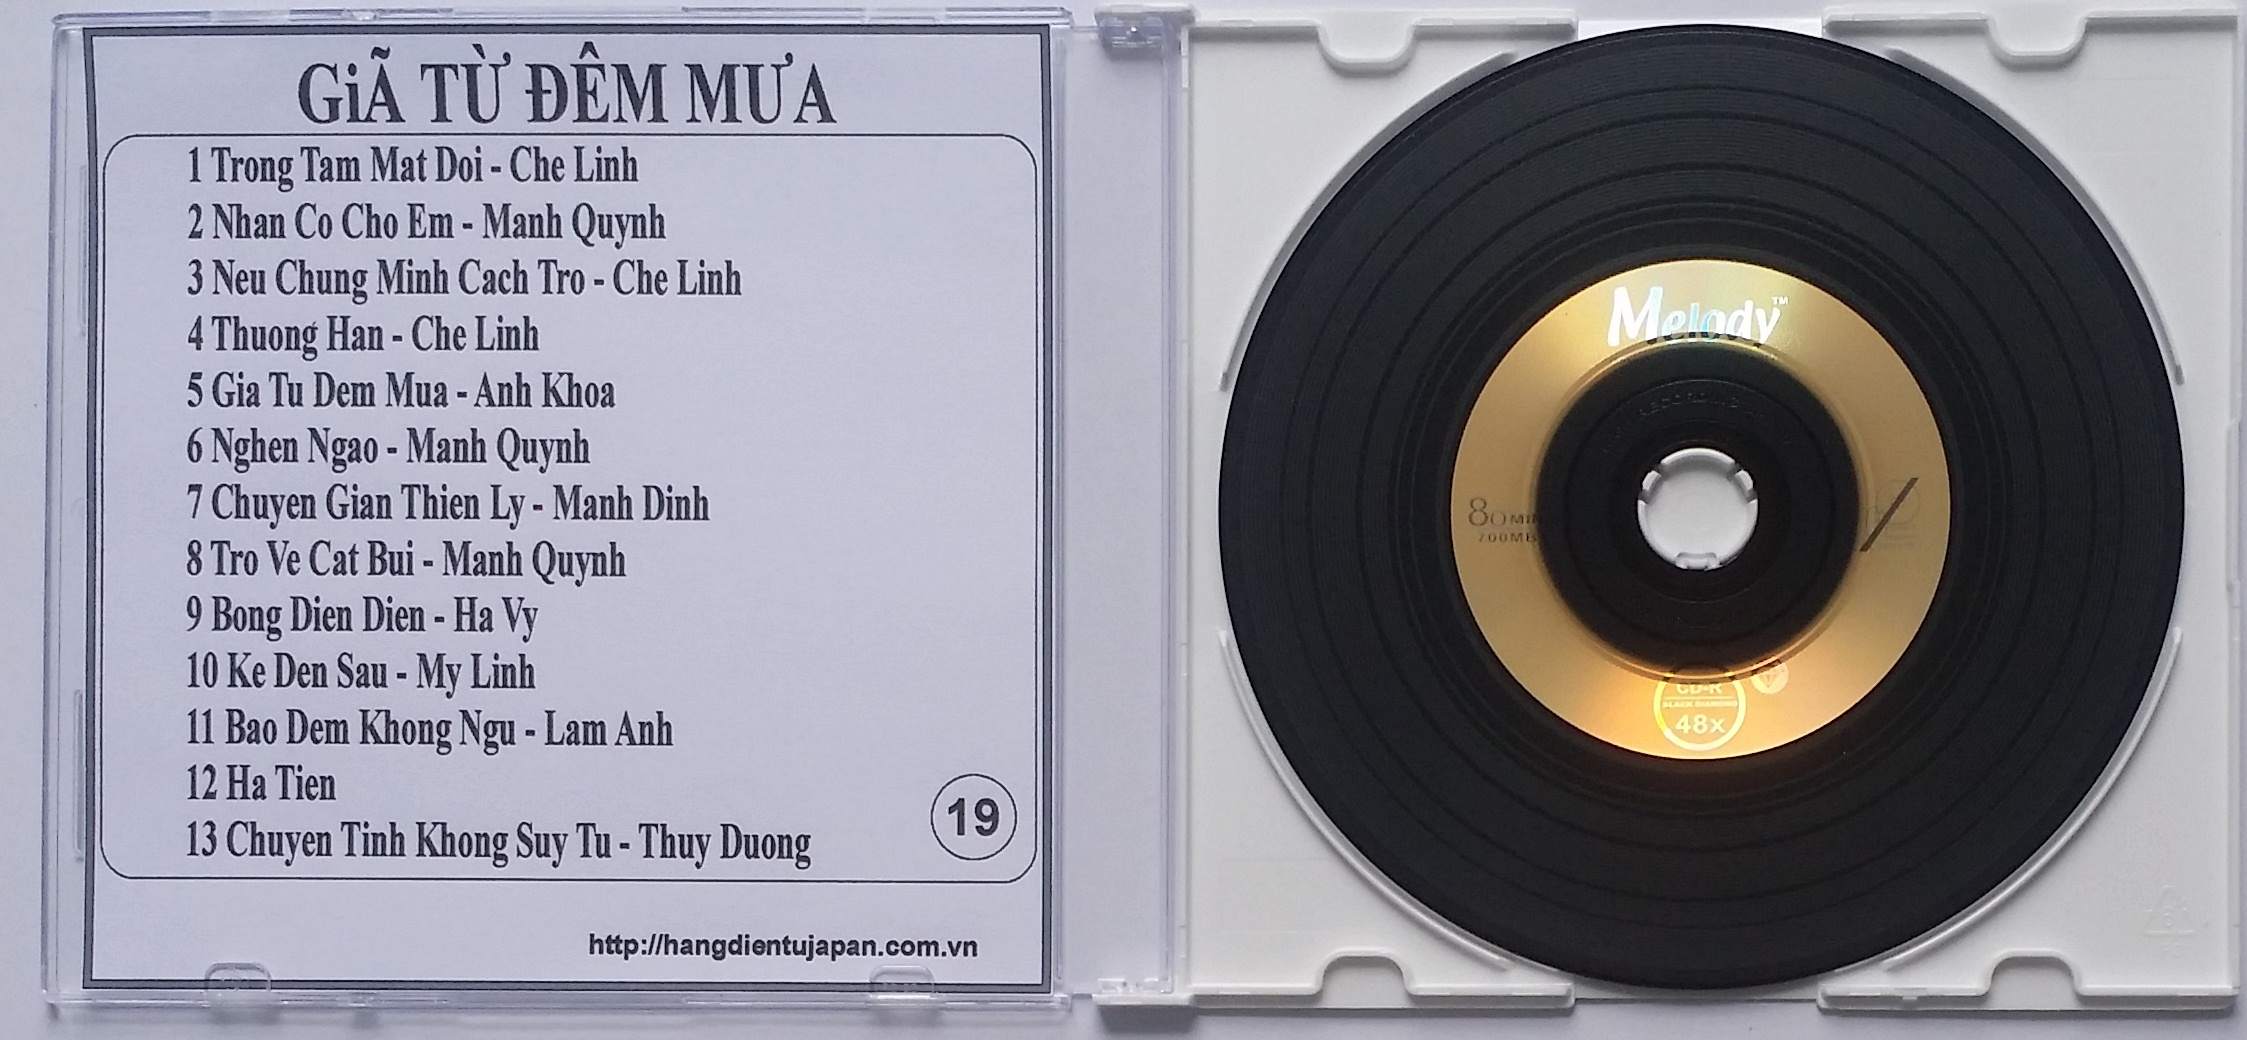 GiÃ TỪ ĐÊM MƯA
1 Trong Tam Mat Doi - Che Linh
2 Nhan Co Cho Em - Manh Quynh
3 Neu Chung Minh Cach Tro - Che Linh
4 Thuong Han - Che Linh
5 Gia Tu Dem Mua - Anh Khoa
6 Nghen Ngao - Manh Quynh
7 Chuyen Gian Thien Ly - Manh Dinh
8 Tro Ve Cat Bui - Manh Quynh
9 Bong Dien Dien - Ha Vy
10 Ke Den Sau - My Linh
11 Bao Dem Khong Ngu - Lam Anh
12 Ha Tien
13 Chuyen Tinh Khong Suy Tu - Thuy Duong
19
http://hangdientujapan.com.vn
Melody™
80 MIN
700MB
CD-R
BLACK DIAMOND
48x